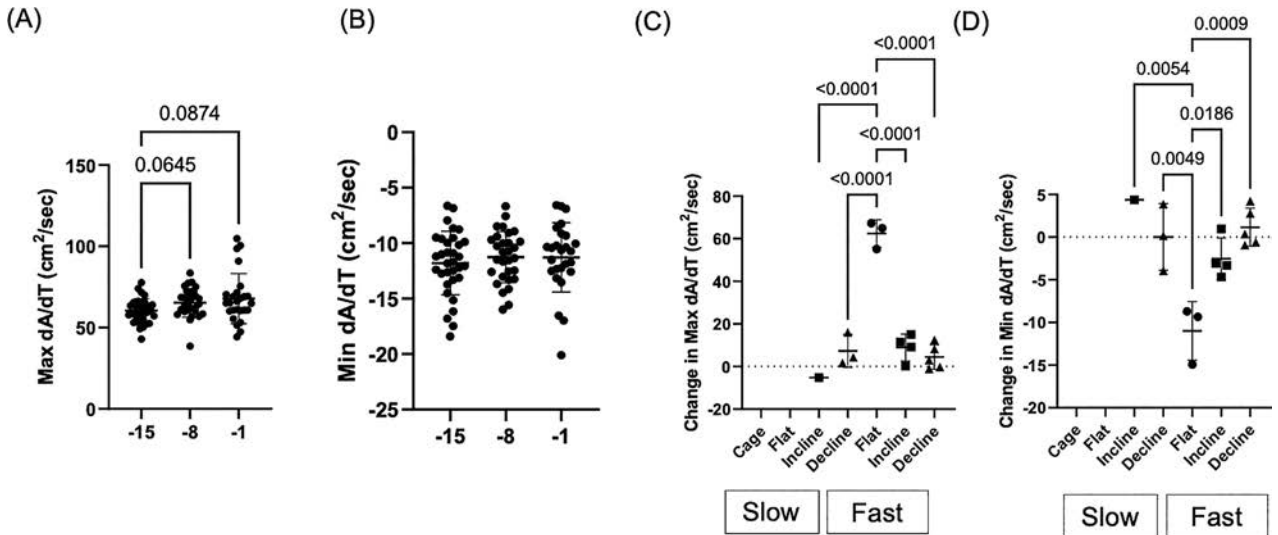 (A)
0.0874
0.0645
Max dA/dT (cm²/sec)
150
100
50
0
-15
-8
-1
(B)
Min dA/dT (cm²/sec)
0
-5
-10
-15
-20
-25
-15
-8
-1
(C)
<0.0001
<0.0001
<0.0001
<0.0001
Change in Max dA/dT (cm²/sec)
80
60
40
20
0
-20
Cage
Flat
Incline
Decline
Flat
Incline
Decline
Slow
Fast
(D)
0.0009
0.0054
0.0186
0.0049
Change in Min dA/dT (cm²/sec)
5
0
-5
-10
-15
-20
Cage
Flat
Incline
Decline
Flat
Incline
Decline
Slow
Fast